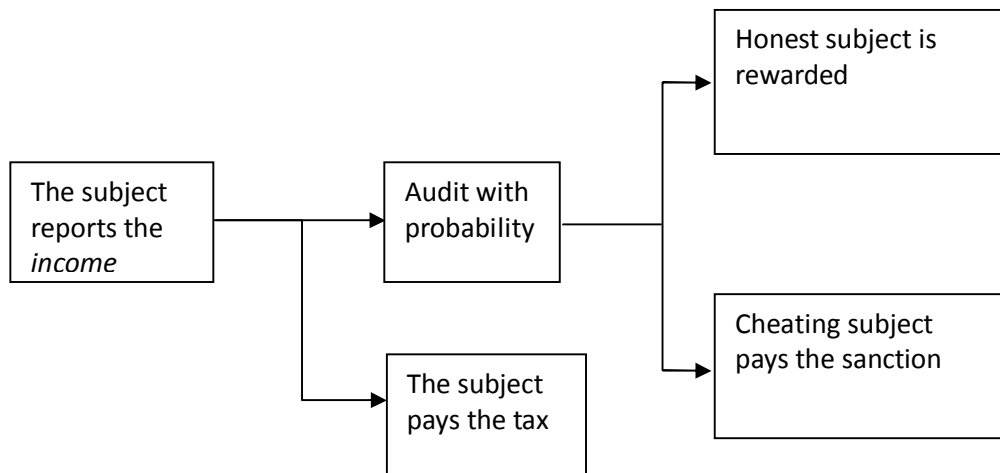 The subject
reports the
income
Audit with
probability
The subject
pays the tax
Honest subject is
rewarded
Cheating subject
pays the sanction